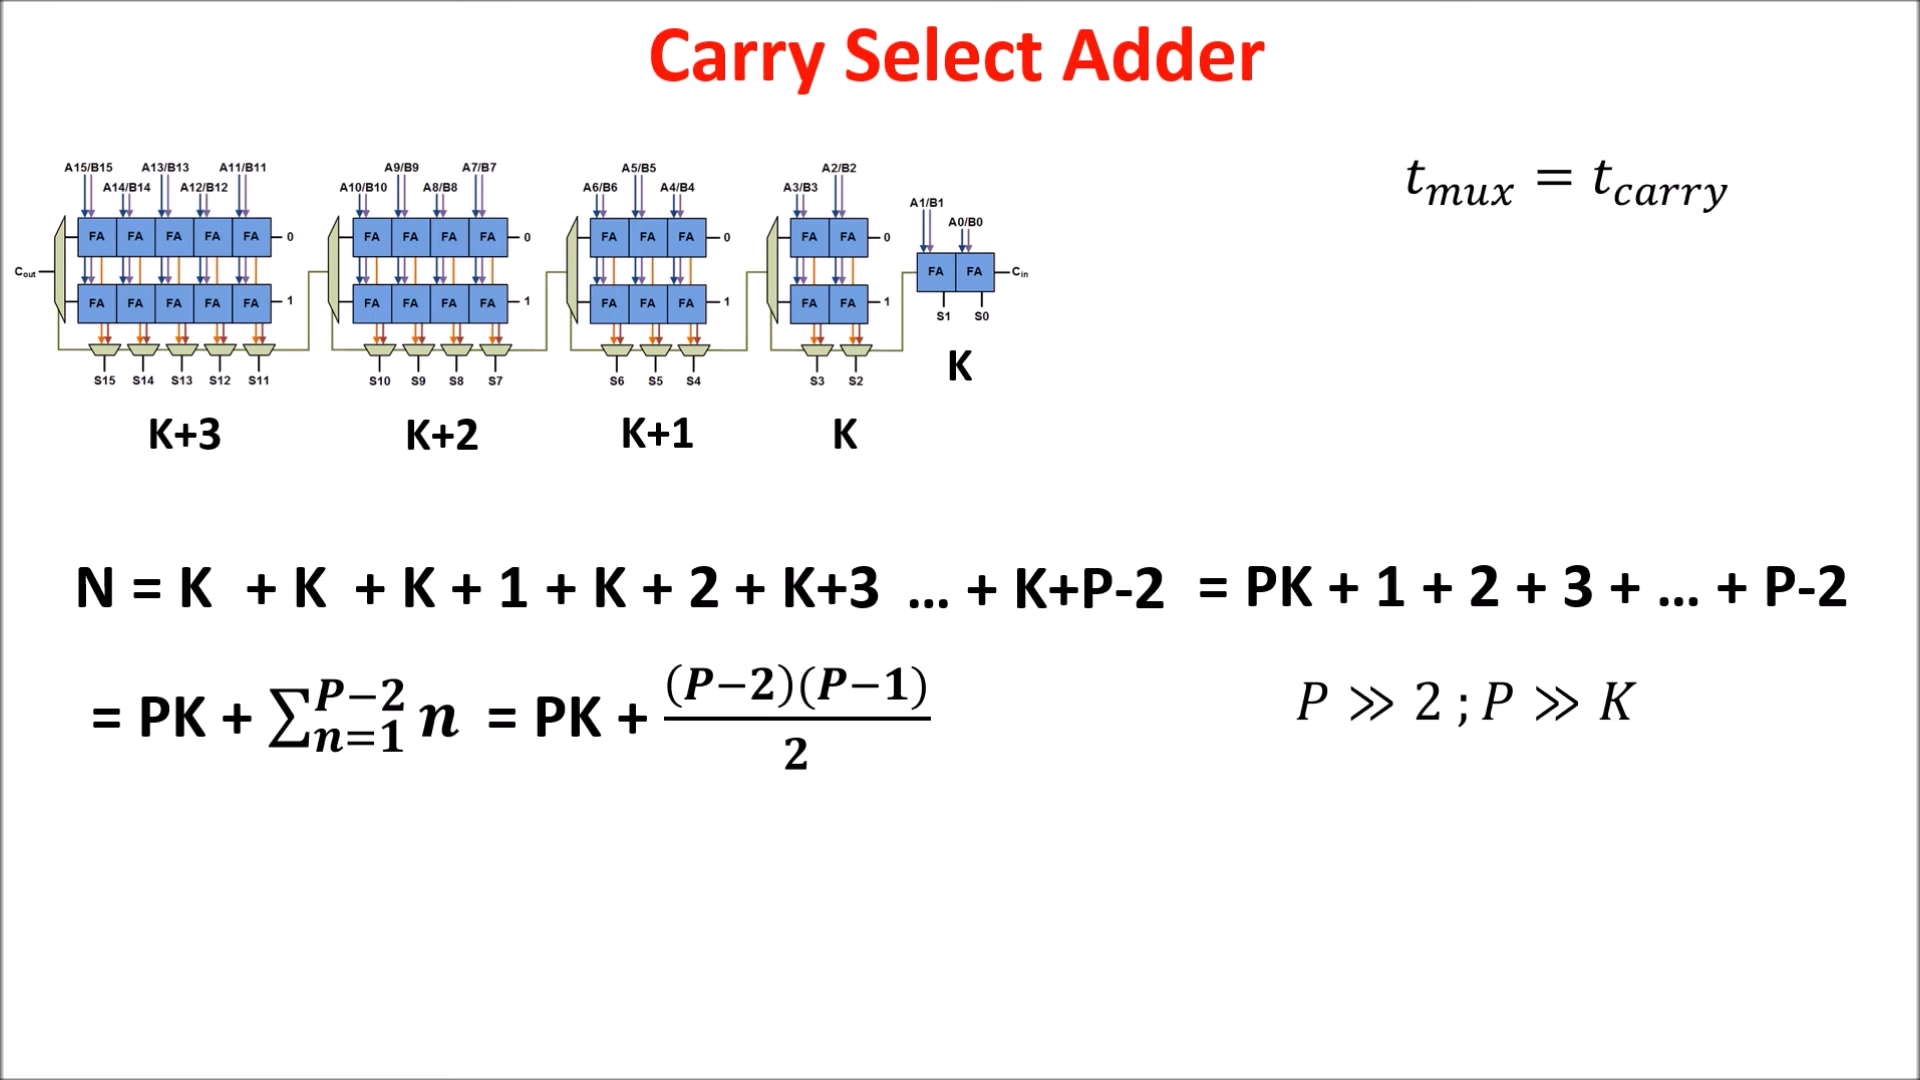 Carry Select Adder
A15/B15 A13/B13 A11/B11 A9/B9 A7/B7 A5/B5 A2/B2
A14/B14 A12/B12 A10/B10 A8/B8 A6/B6 A4/B4 A3/B3
A1/B1
A0/B0
t_mux = t_carry
FA FA FA FA FA 0 FA FA FA FA 0 FA FA FA 0 FA FA 0
Cout FA FA Cin
FA FA FA FA FA 1 FA FA FA FA 1 FA FA FA 1 FA FA 1
S1 S0
S15 S14 S13 S12 S11 S10 S9 S8 S7 S6 S5 S4 S3 S2
K
K+3 K+2 K+1 K
N = K + K + K + 1 + K + 2 + K+3 ... + K+P-2 = PK + 1 + 2 + 3 + ... + P-2
= PK + ∑_{n=1}^{P−2} n = PK + (P−2)(P−1)/2
P ≫ 2 ; P ≫ K